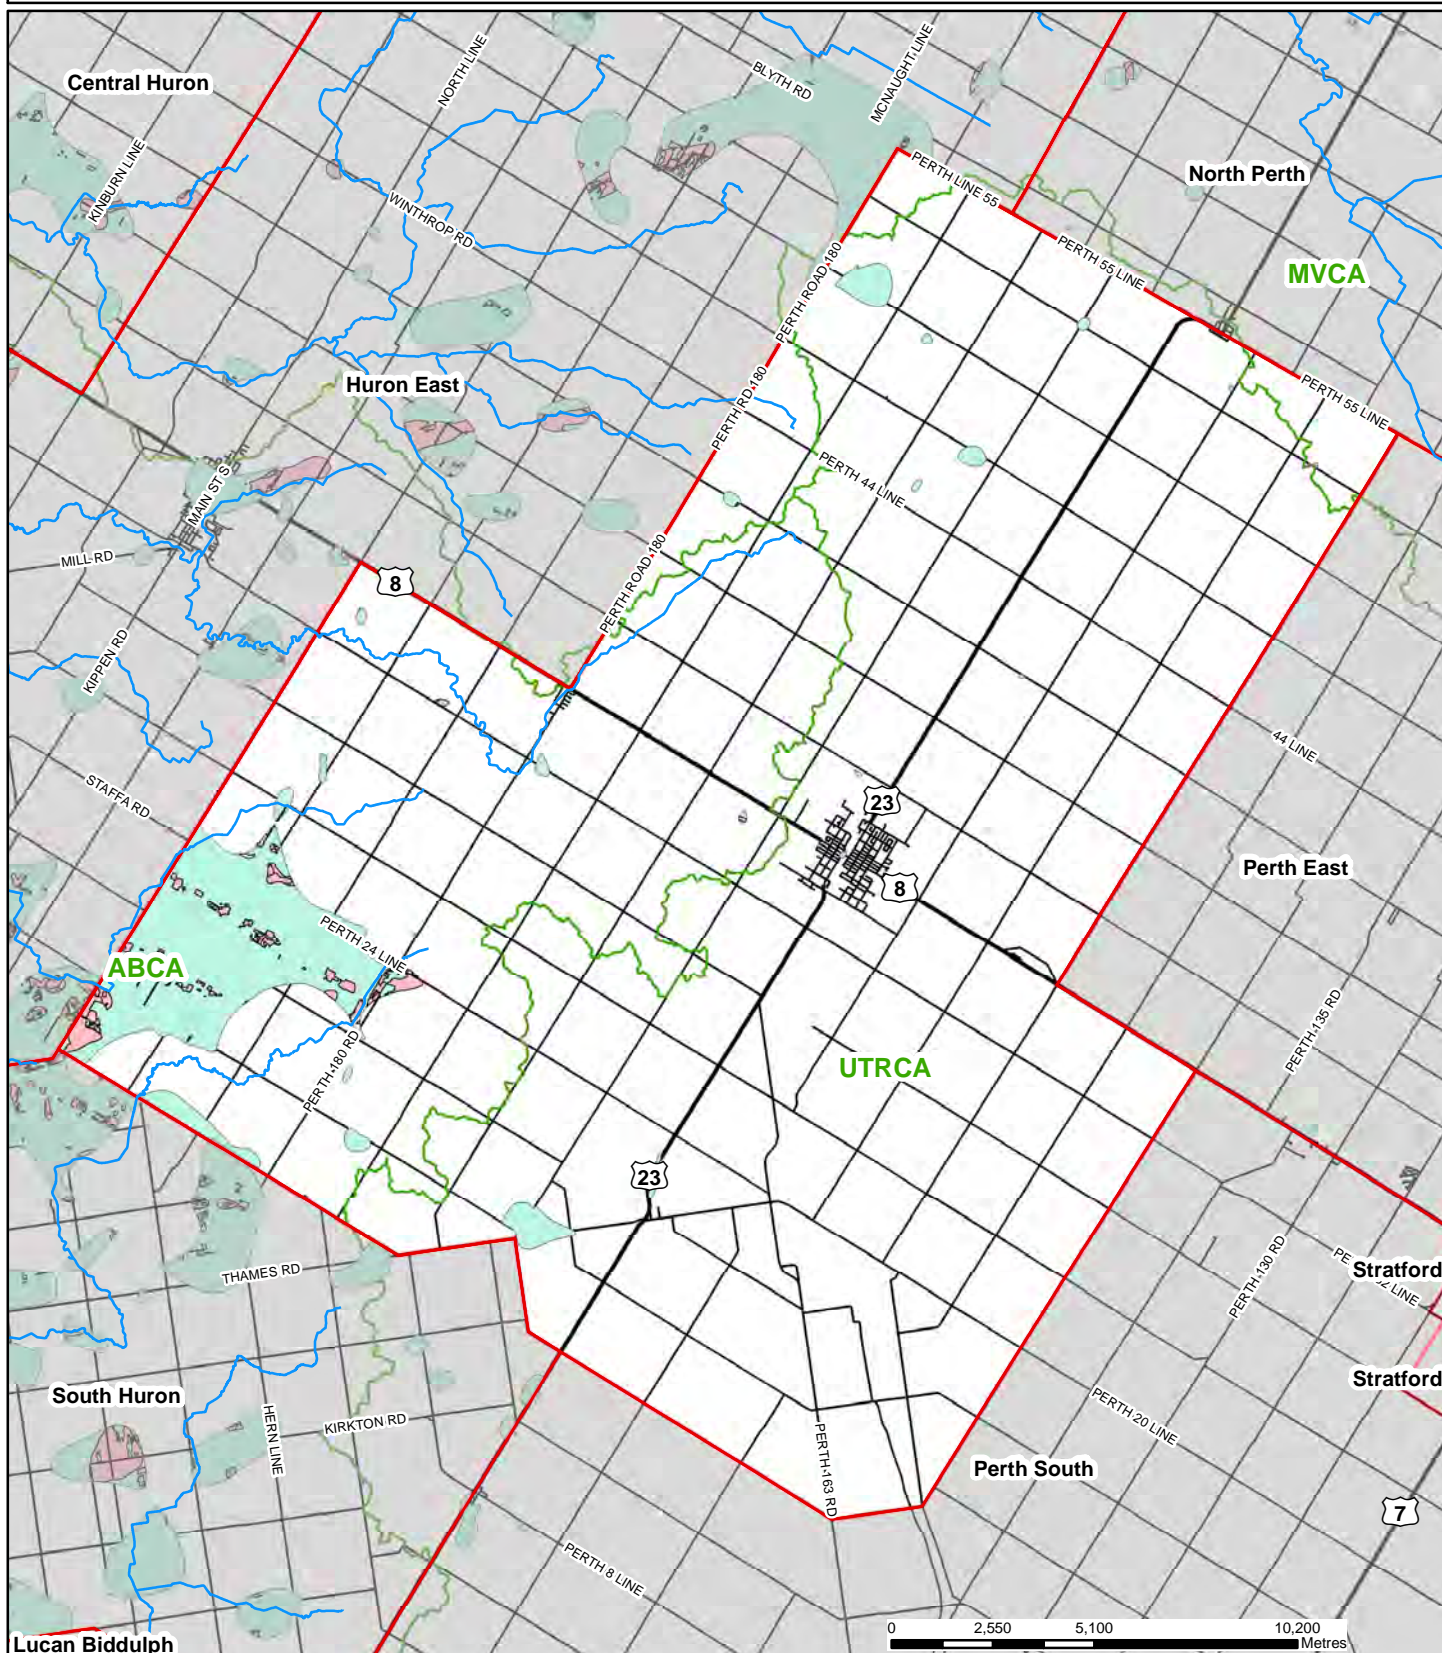 Central Huron
NORTH LINE
BLYTH RD
MCNAUGHT LINE
KINBURN LINE
WINTHROP RD
PERTH LINE 55
North Perth
PERTH 55 LINE
MVCA
PERTH ROAD 180
Huron East
PERTH RD 180
PERTH 55 LINE
MAIN ST S
PERTH 44 LINE
MILL RD
8
PERTH ROAD 180
KIPPEN RD
44 LINE
STAFFA RD
23
Perth East
8
PERTH 24 LINE
ABCA
PERTH 135 RD
UTRCA
PERTH 180 RD
23
THAMES RD
PERTH 130 RD
Stratford
South Huron
Stratford
HERN LINE
KIRKTON RD
PERTH 20 LINE
PERTH 163 RD
Perth South
7
PERTH 8 LINE
0 2,550 5,100 10,200
Metres
Lucan Biddulph